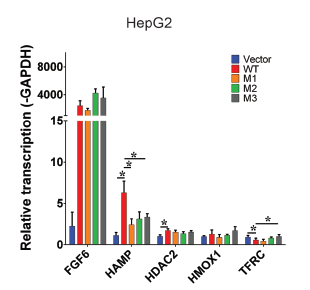 HepG2
Relative transcription (-GAPDH)
8000
6000
4000
15
10
5
0
Vector
WT
M1
M2
M3
*
*
*
*
*
*
FGF6
HAMP
HDAC2
HMOX1
TFRC